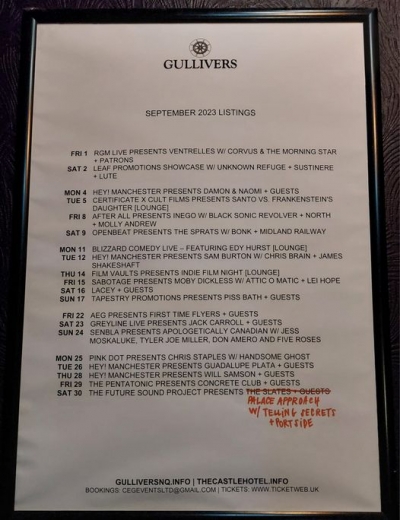 GULLIVERS
SEPTEMBER 2023 LISTINGS
FRI 1 RGM LIVE PRESENTS VENTRELLES W/ CORVUS & THE MORNING STAR
+ PATRONS
SAT 2 LEAF PROMOTIONS SHOWCASE W/ UNKNOWN REFUGE + SUSTINERE
+ LUTE
MON 4 HEY! MANCHESTER PRESENTS DAMON & NAOMI + GUESTS
TUE 5 CERTIFICATE X CULT FILMS PRESENTS SANTO VS. FRANKENSTEIN'S
DAUGHTER [LOUNGE]
FRI 8 AFTER ALL PRESENTS INEGO W/ BLACK SONIC REVOLVER + NORTH
+ MOLLY ANDREW
SAT 9 OPENBEAT PRESENTS THE SPRATS W/ BONK + MIDLAND RAILWAY
MON 11 BLIZZARD COMEDY LIVE – FEATURING EDY HURST [LOUNGE]
TUE 12 HEY! MANCHESTER PRESENTS SAM BURTON W/ CHRIS BRAIN + JAMES
SHAKESHAFT
THU 14 FILM VAULTS PRESENTS INDIE FILM NIGHT [LOUNGE]
FRI 15 SABOTAGE PRESENTS MOBY DICKLESS W/ ATTIC O MATIC + LEI HOPE
SAT 16 LACEY + GUESTS
SUN 17 TAPESTRY PROMOTIONS PRESENTS PISS BATH + GUESTS
FRI 22 AEG PRESENTS FIRST TIME FLYERS + GUESTS
SAT 23 GREYLINE LIVE PRESENTS JACK CARROLL + GUESTS
SUN 24 SENBLA PRESENTS APOLOGETICALLY CANADIAN W/ JESS
MOSKALUKE, TYLER JOE MILLER, DON AMERO AND FIVE ROSES
MON 25 PINK DOT PRESENTS CHRIS STAPLES W/ HANDSOME GHOST
TUE 26 HEY! MANCHESTER PRESENTS GUADALUPE PLATA + GUESTS
THU 28 HEY! MANCHESTER PRESENTS WILL SAMSON + GUESTS
FRI 29 THE PENTATONIC PRESENTS CONCRETE CLUB + GUESTS
SAT 30 THE FUTURE SOUND PROJECT PRESENTS THE SLATES + GUESTS
PALACE APPROACH
W/ TELLING SECRETS
+ PORTSIDE
GULLIVERSNQ.INFO | THECASTLEHOTEL.INFO
BOOKINGS: CEGEVENTSLTD@GMAIL.COM | TICKETS: WWW.TICKETWEB.UK